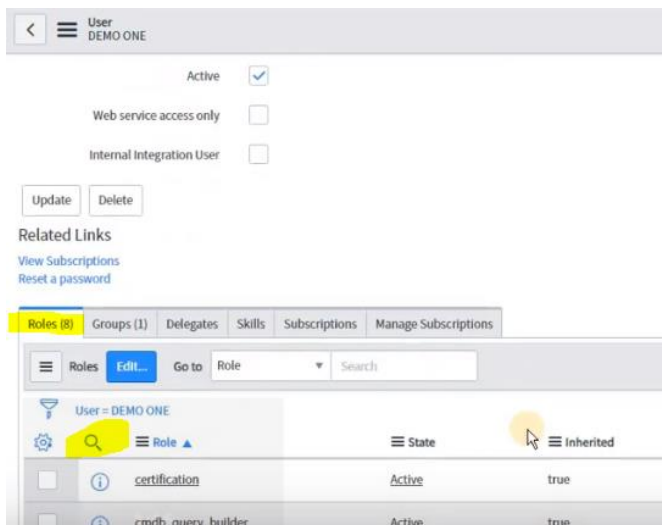 User
DEMO ONE
Active
Web service access only
Internal Integration User
Update Delete
Related Links
View Subscriptions
Reset a password
Roles (8) Groups (1) Delegates Skills Subscriptions Manage Subscriptions
Roles Edit... Go to Role Search
User = DEMO ONE
Role State Inherited
certification Active true
cmdb_query_builder Active true